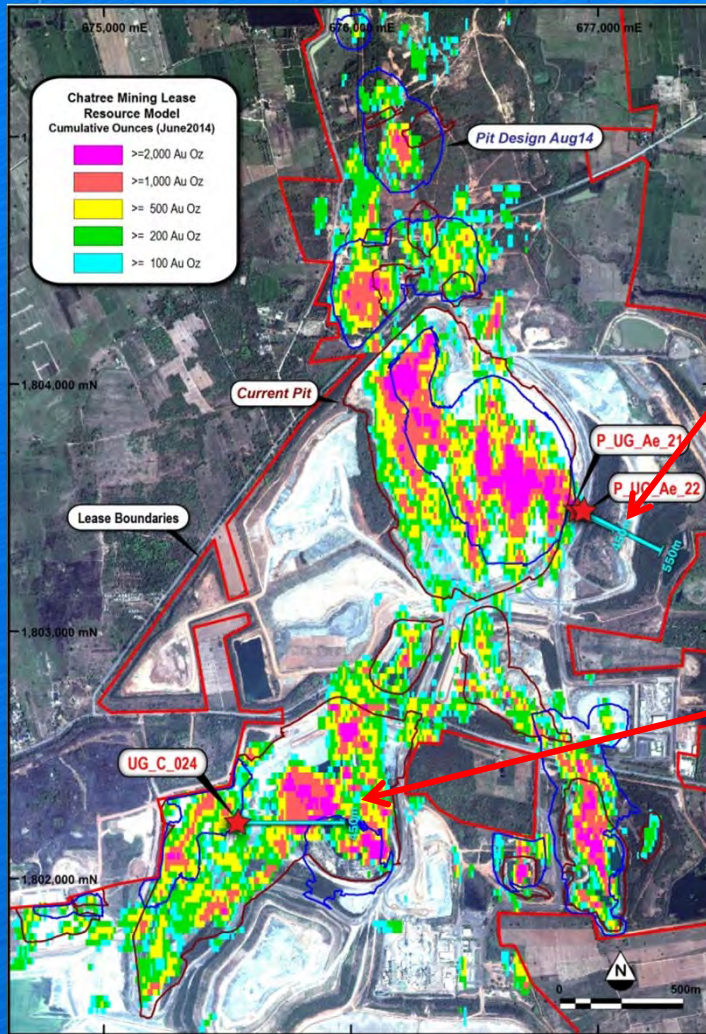 675,000 mE
676,000 mE
677,000 mE
Chatree Mining Lease
Resource Model
Cumulative Ounces (June2014)
>=2,000 Au Oz
>=1,000 Au Oz
>= 500 Au Oz
>= 200 Au Oz
>= 100 Au Oz
Pit Design Aug14
1,804,000 mN
Current Pit
P_UG_Ae_21
P_UG_Ae_22
Lease Boundaries
550m
1,803,000 mN
UG_C_024
450m
1,802,000 mN
N
0
500m